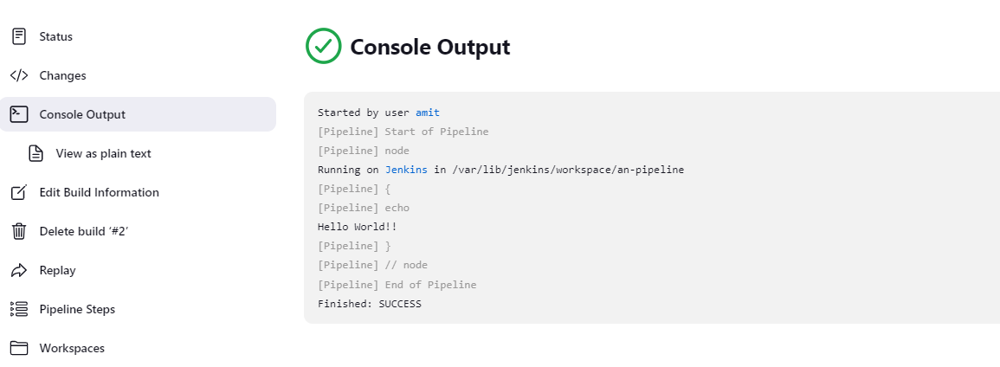 Status
Changes
Console Output
View as plain text
Edit Build Information
Delete build ‘#2’
Replay
Pipeline Steps
Workspaces
Console Output
Started by user amit
[Pipeline] Start of Pipeline
[Pipeline] node
Running on Jenkins in /var/lib/jenkins/workspace/an-pipeline
[Pipeline] {
[Pipeline] echo
Hello World!!
[Pipeline] }
[Pipeline] // node
[Pipeline] End of Pipeline
Finished: SUCCESS